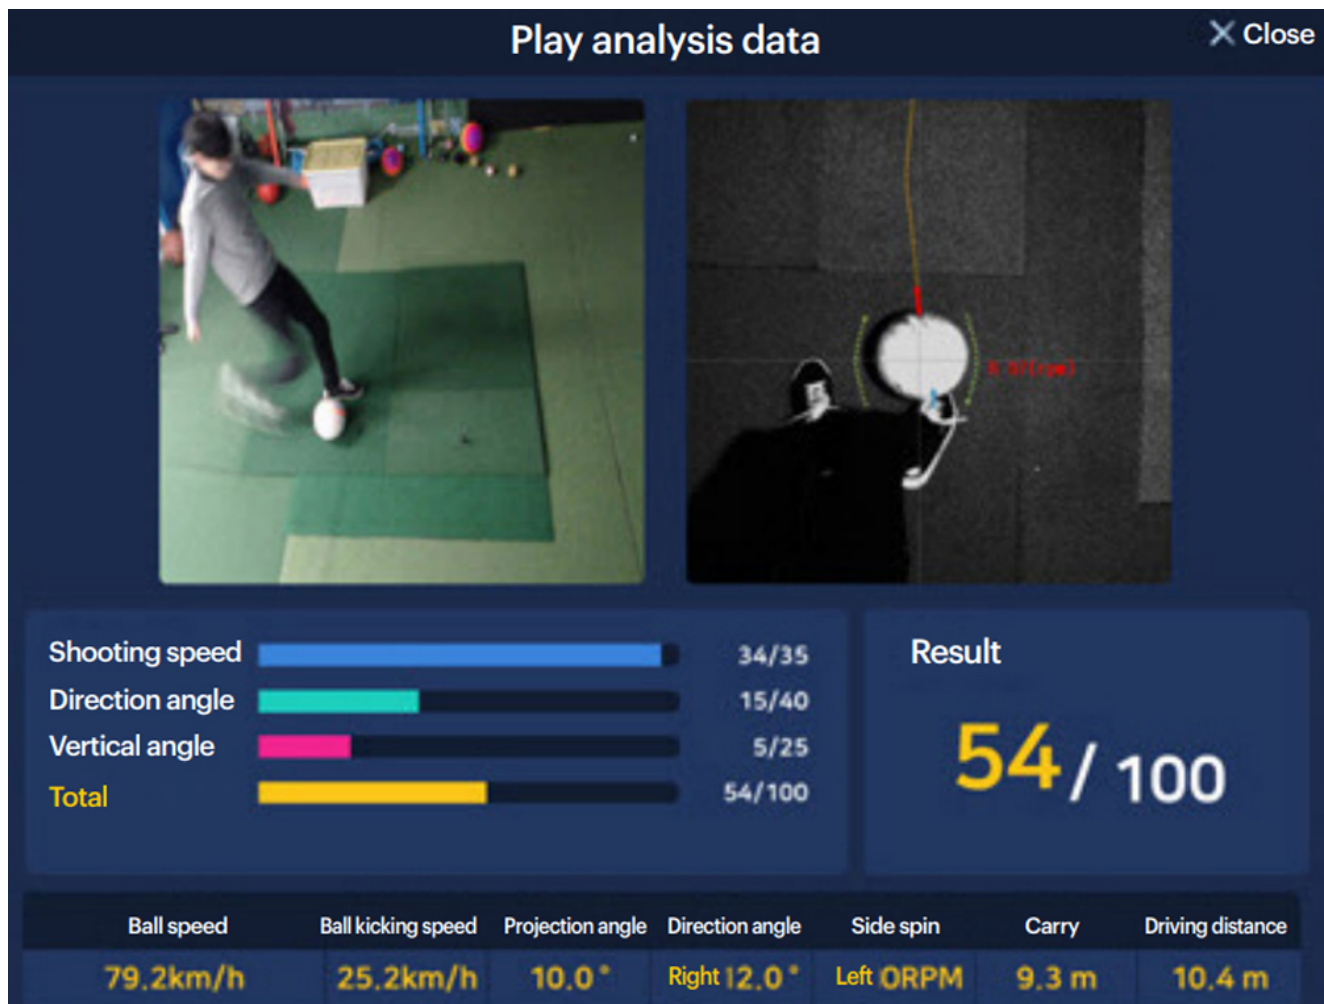 Play analysis data
Close
Shooting speed 34/35
Direction angle 15/40
Vertical angle 5/25
Total 54/100
Result
54/100
Ball speed Ball kicking speed Projection angle Direction angle Side spin Carry Driving distance
79.2km/h 25.2km/h 10.0° Right 12.0° Left 0RPM 9.3 m 10.4 m